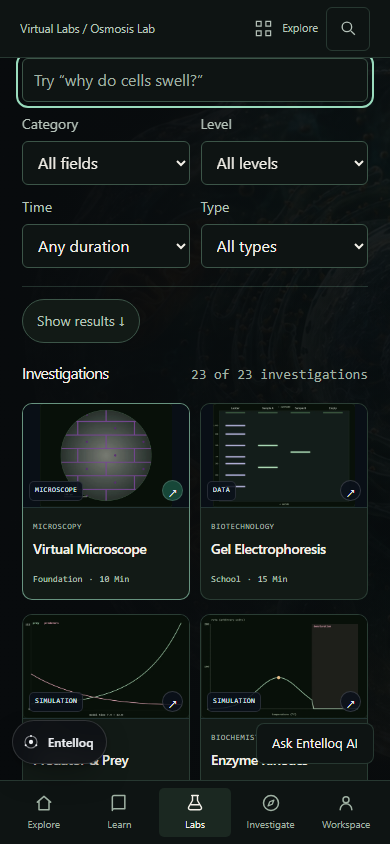 Virtual Labs / Osmosis Lab
Explore
Try “why do cells swell?”
Category
Level
All fields
All levels
Time
Type
Any duration
All types
Show results ↓
Investigations
23 of 23 investigations
MICROSCOPE
↗
DATA
↗
MICROSCOPY
Virtual Microscope
Foundation · 10 Min
BIOTECHNOLOGY
Gel Electrophoresis
School · 15 Min
SIMULATION
↗
SIMULATION
↗
Entelloq
Ask Entelloq AI
Explore
Learn
Labs
Investigate
Workspace